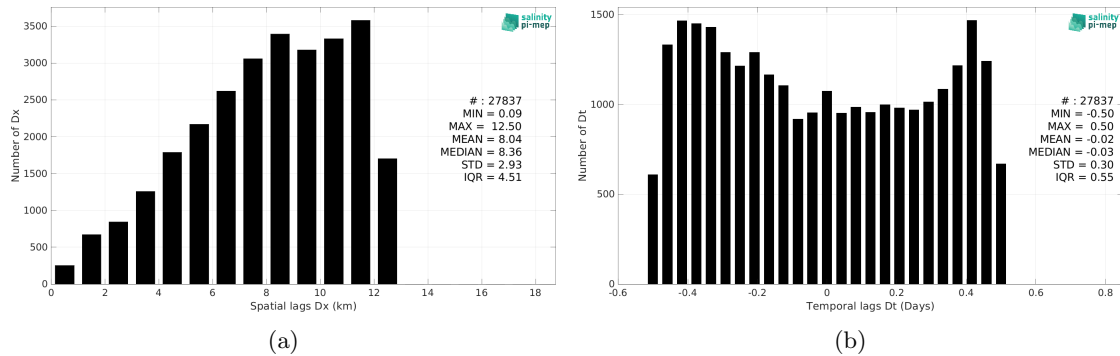 3500
3000
2500
2000
1500
1000
500
0
Number of Dx
salinity
pi-mep
# : 27837
MIN = 0.09
MAX = 12.50
MEAN = 8.04
MEDIAN = 8.36
STD = 2.93
IQR = 4.51
0 2 4 6 8 10 12 14 16 18
Spatial lags Dx (km)
(a)
1500
1000
500
0
Number of Dt
salinity
pi-mep
# : 27837
MIN = -0.50
MAX = 0.50
MEAN = -0.02
MEDIAN = -0.03
STD = 0.30
IQR = 0.55
-0.6 -0.4 -0.2 0 0.2 0.4 0.6 0.8
Temporal lags Dt (Days)
(b)